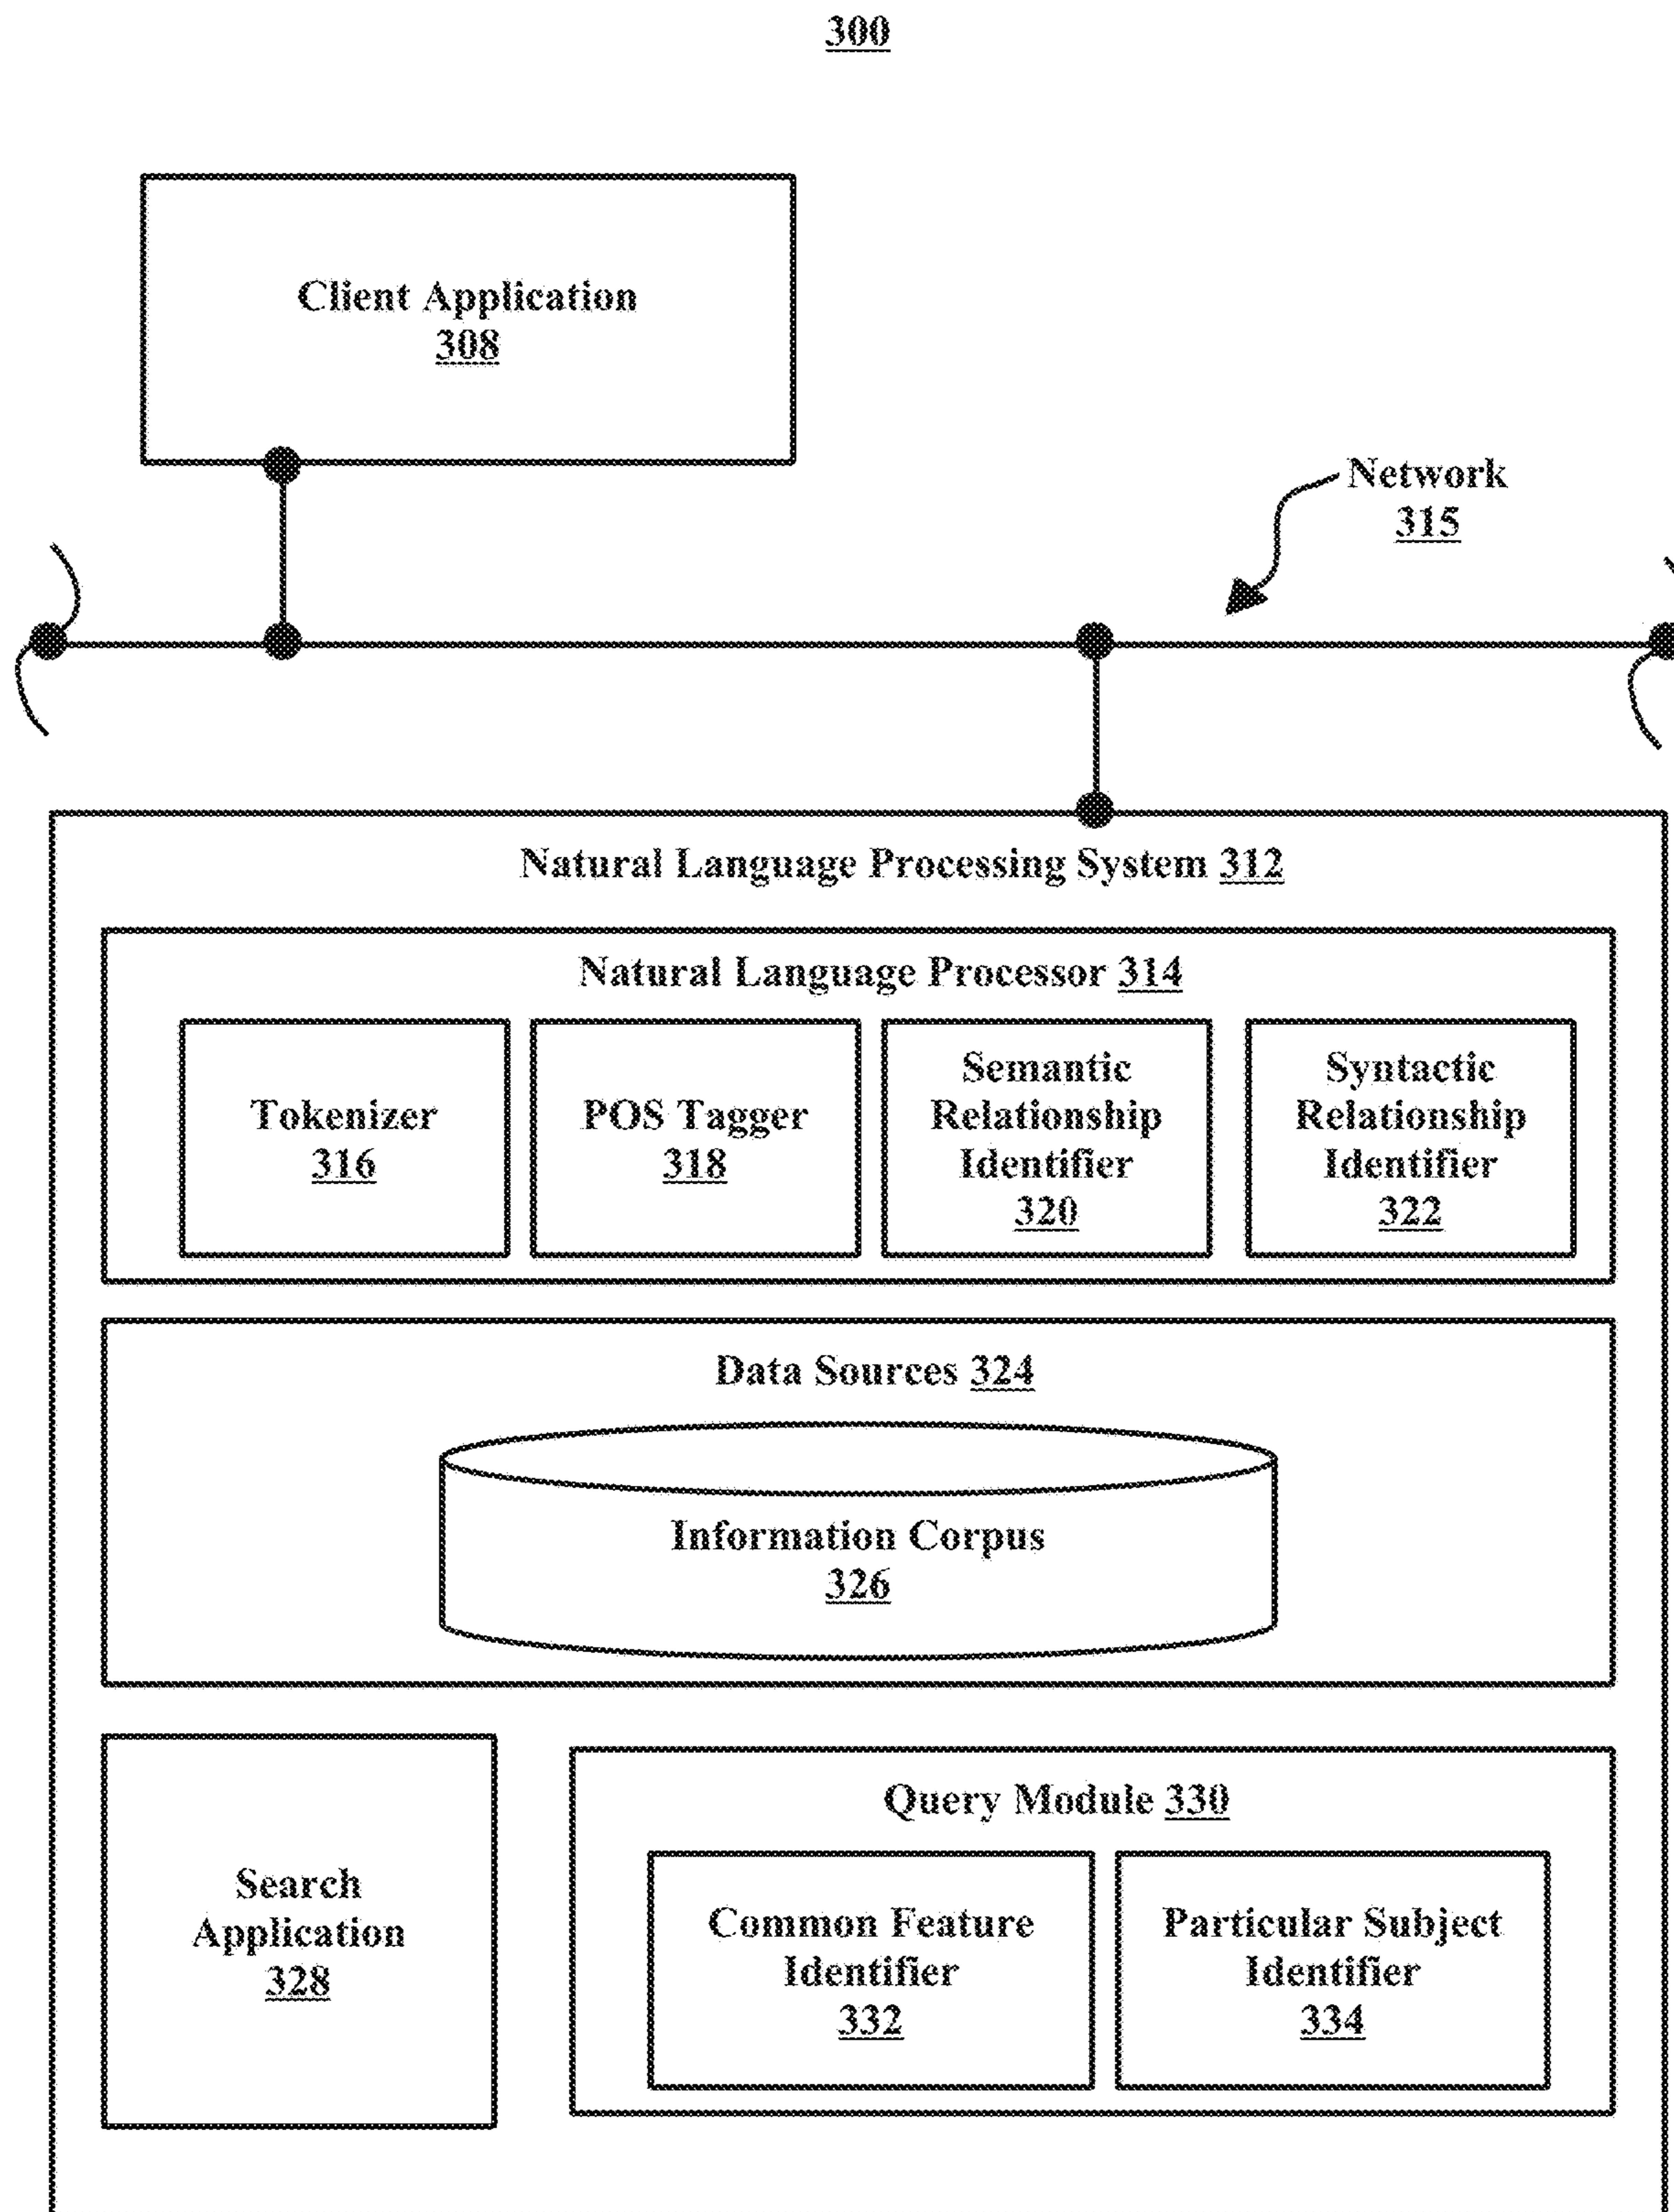 300
Client Application
308
Network
315
Natural Language Processing System 312
Natural Language Processor 314
Tokenizer
316
POS Tagger
318
Semantic
Relationship
Identifier
320
Syntactic
Relationship
Identifier
322
Data Sources 324
Information Corpus
326
Search
Application
328
Query Module 330
Common Feature
Identifier
332
Particular Subject
Identifier
334